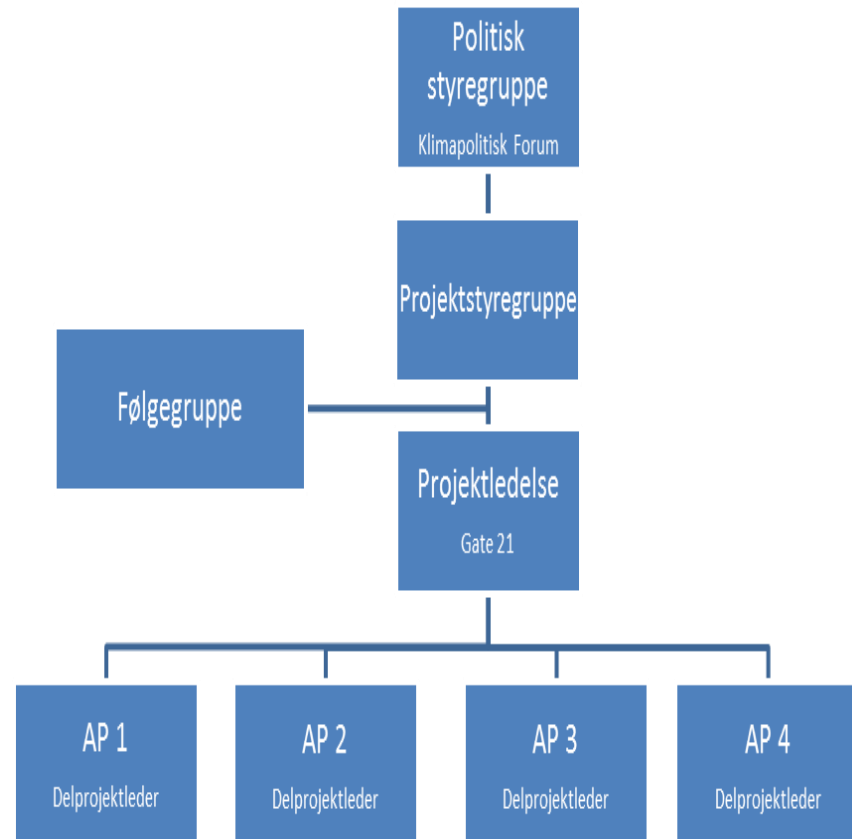 Politisk
styregruppe
Klimapolitisk Forum
Projektstyregruppe
Følgegruppe
Projektledelse
Gate 21
AP 1
Delprojektleder
AP 2
Delprojektleder
AP 3
Delprojektleder
AP 4
Delprojektleder